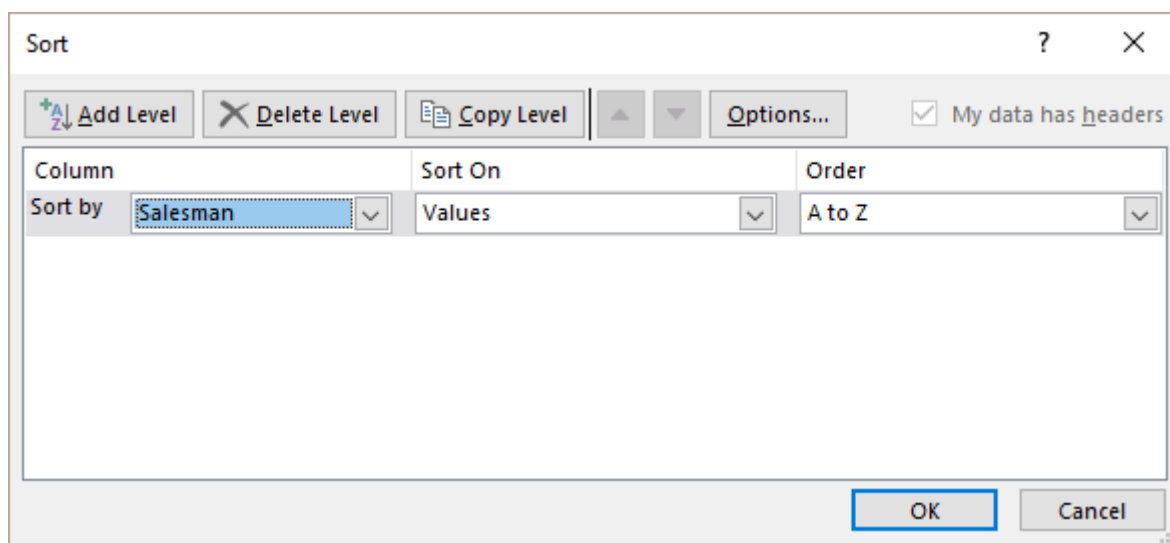 Sort ?
Add Level Delete Level Copy Level Options... My data has headers
Column Sort On Order
Sort by Salesman Values A to Z
OK Cancel